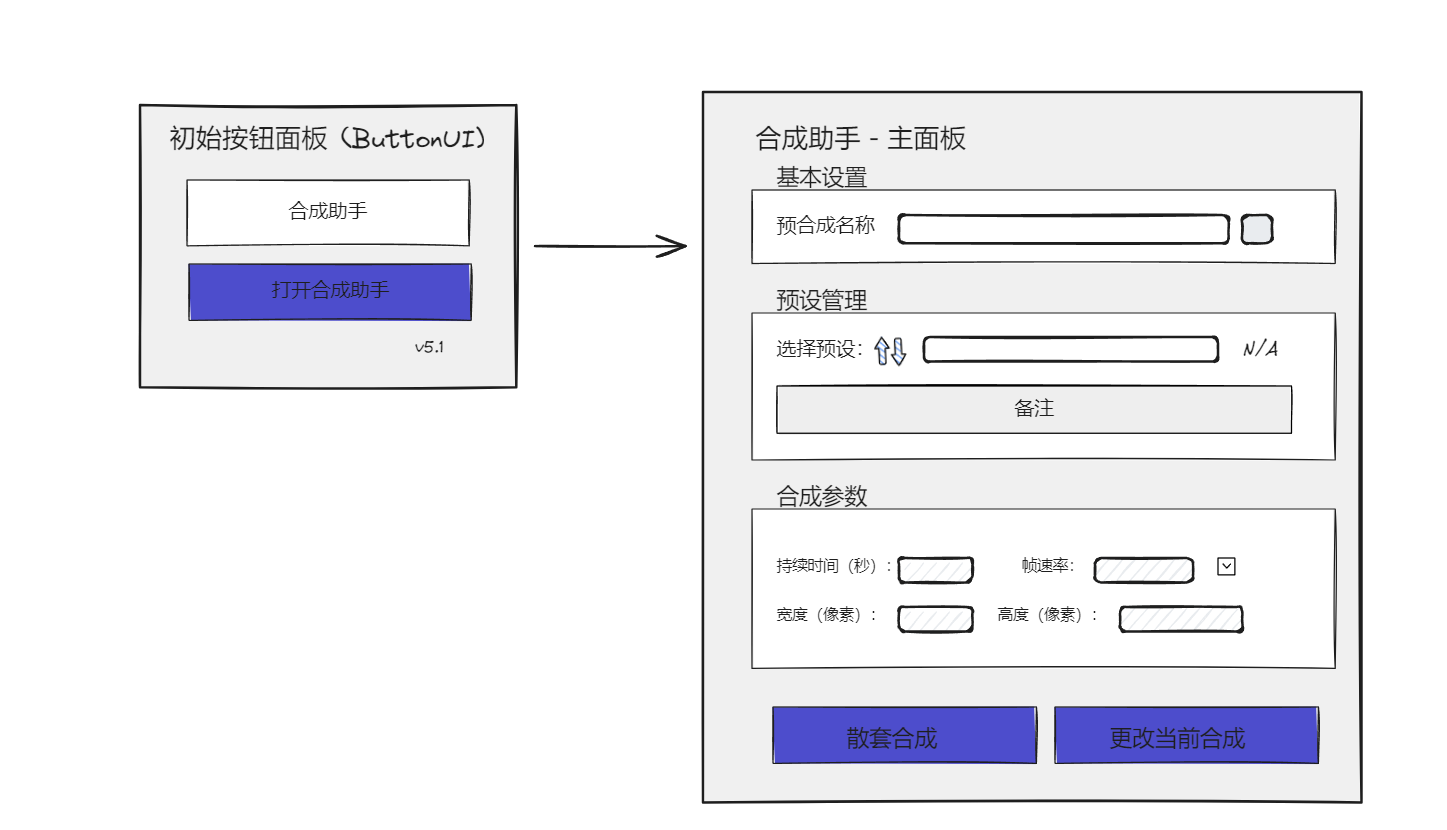 初始按钮面板（ButtonUI）
合成助手
打开合成助手
v5.1
合成助手 - 主面板
基本设置
预合成名称
预设管理
选择预设：
N/A
备注
合成参数
持续时间（秒）：
帧速率：
宽度（像素）：
高度（像素）：
散套合成
更改当前合成